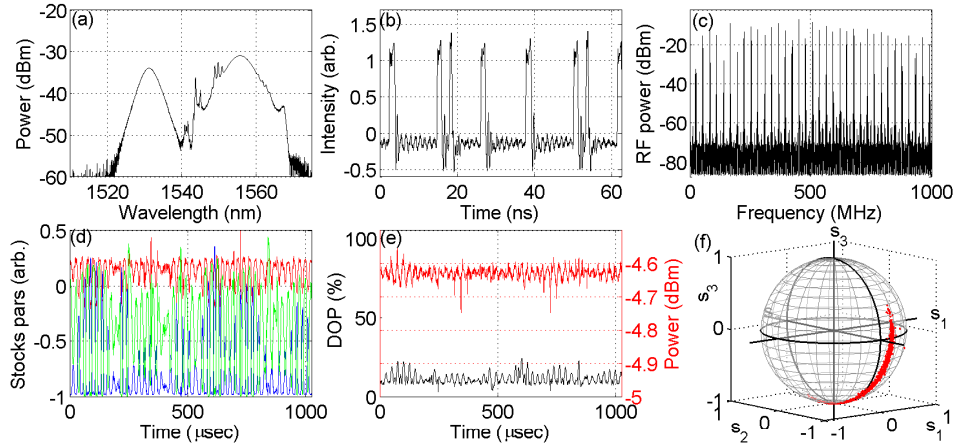 (a)
-20
-30
-40
-50
-60
Power (dBm)
1520 1540 1560
Wavelength (nm)
(b)
1.5
1
0.5
0
-0.5
Intensity (arb.)
0 20 40 60
Time (ns)
(c)
-20
-40
-60
-80
RF power (dBm)
0 500 1000
Frequency (MHz)
(d)
0.5
0
-0.5
-1
Stocks pars (arb.)
0 500 1000
Time (μsec)
(e)
100
50
0
DOP (%)
-4.6
-4.7
-4.8
-4.9
-5
Power (dBm)
0 500 1000
Time (μsec)
(f)
s3
1
s3
s1
0
-1
1
0
-1
s2
-1
0
1
s1